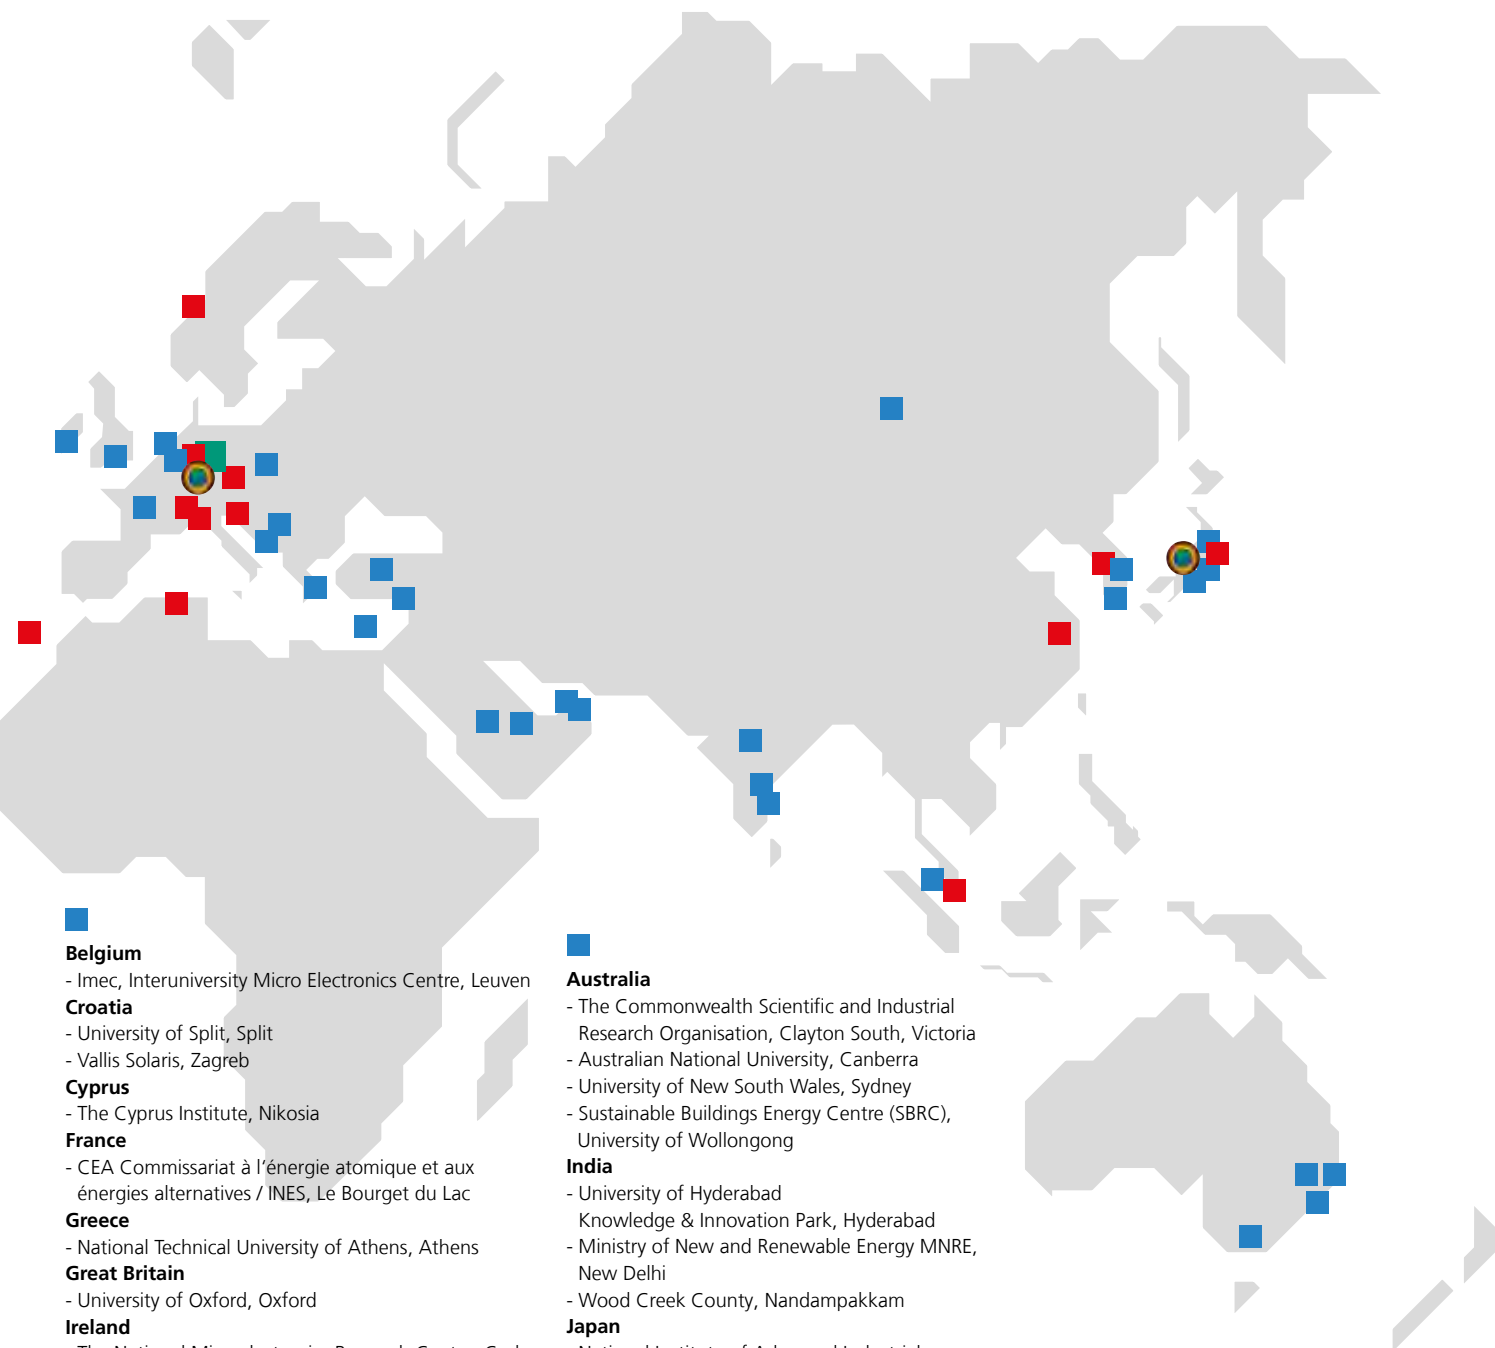 Belgium
- Imec, Interuniversity Micro Electronics Centre, Leuven
Croatia
- University of Split, Split
- Vallis Solaris, Zagreb
Cyprus
- The Cyprus Institute, Nikosia
France
- CEA Commissariat à l’énergie atomique et aux
énergies alternatives / INES, Le Bourget du Lac
Greece
- National Technical University of Athens, Athens
Great Britain
- University of Oxford, Oxford
Ireland
Australia
- The Commonwealth Scientific and Industrial
Research Organisation, Clayton South, Victoria
- Australian National University, Canberra
- University of New South Wales, Sydney
- Sustainable Buildings Energy Centre (SBRC),
University of Wollongong
India
- University of Hyderabad
Knowledge & Innovation Park, Hyderabad
- Ministry of New and Renewable Energy MNRE,
New Delhi
- Wood Creek County, Nandampakkam
Japan